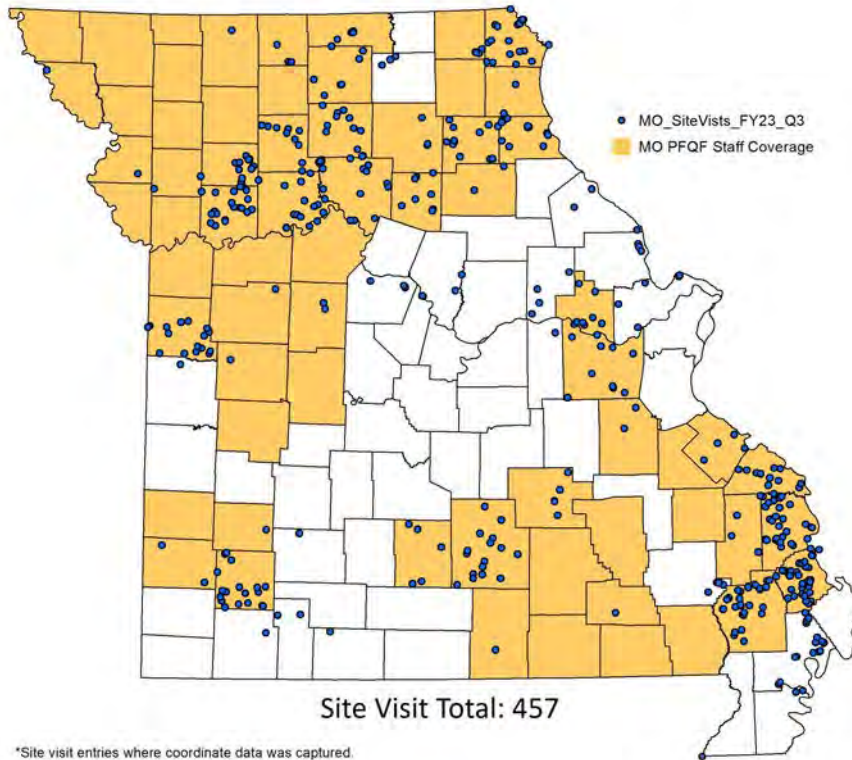 MO_SiteVists_FY23_Q3
MO PFQF Staff Coverage
Site Visit Total: 457
*Site visit entries where coordinate data was captured.